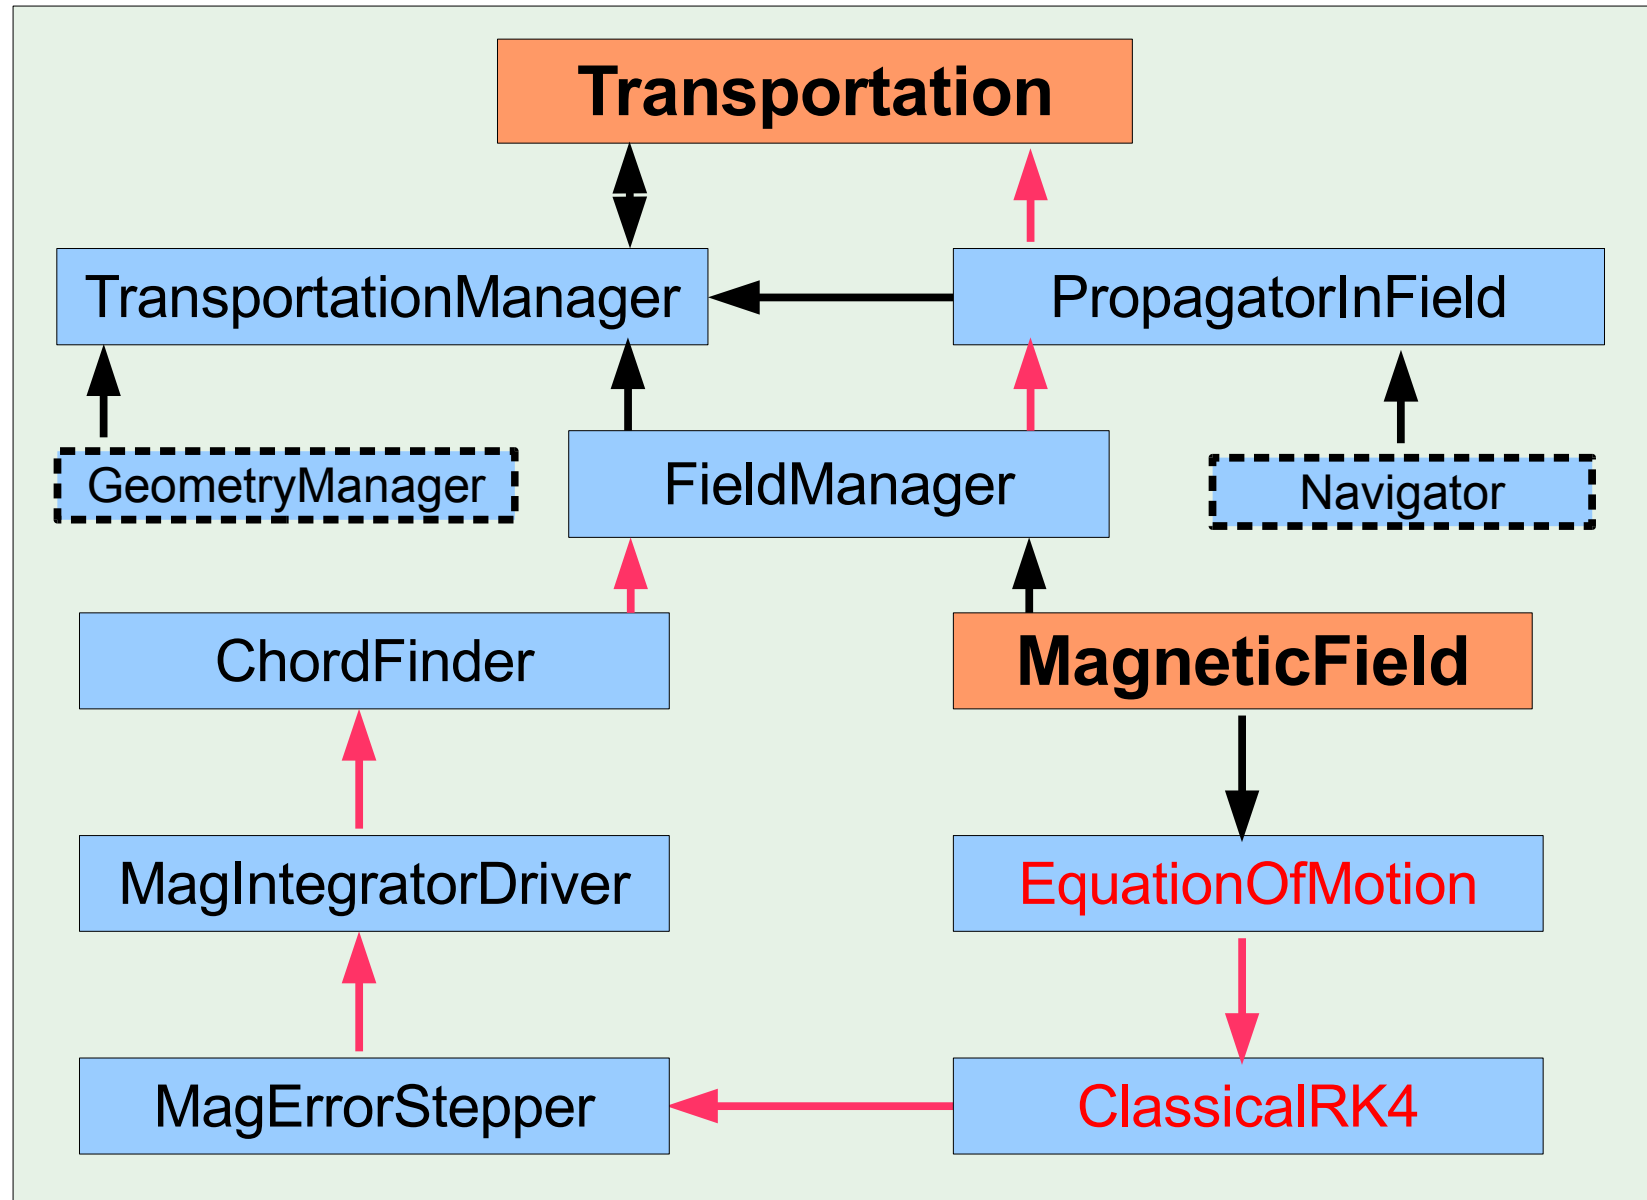 Transportation
TransportationManager
PropagatorInField
GeometryManager
FieldManager
Navigator
ChordFinder
MagneticField
MagIntegratorDriver
EquationOfMotion
MagErrorStepper
ClassicalRK4